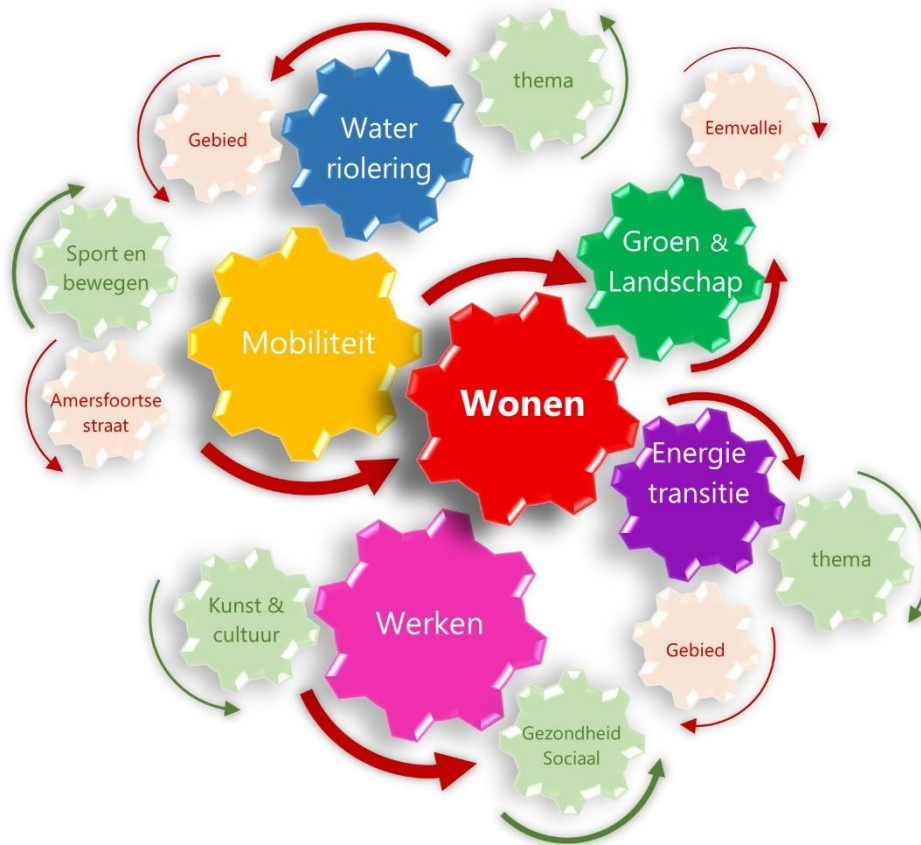 thema
Eemvallei
Gebied
Water
riolering
Sport en
bewegen
Groen &
Landschap
Mobiliteit
Wonen
Amersfoortse
straat
Energie
transitie
thema
Kunst &
cultuur
Werken
Gebied
Gezondheid
Sociaal